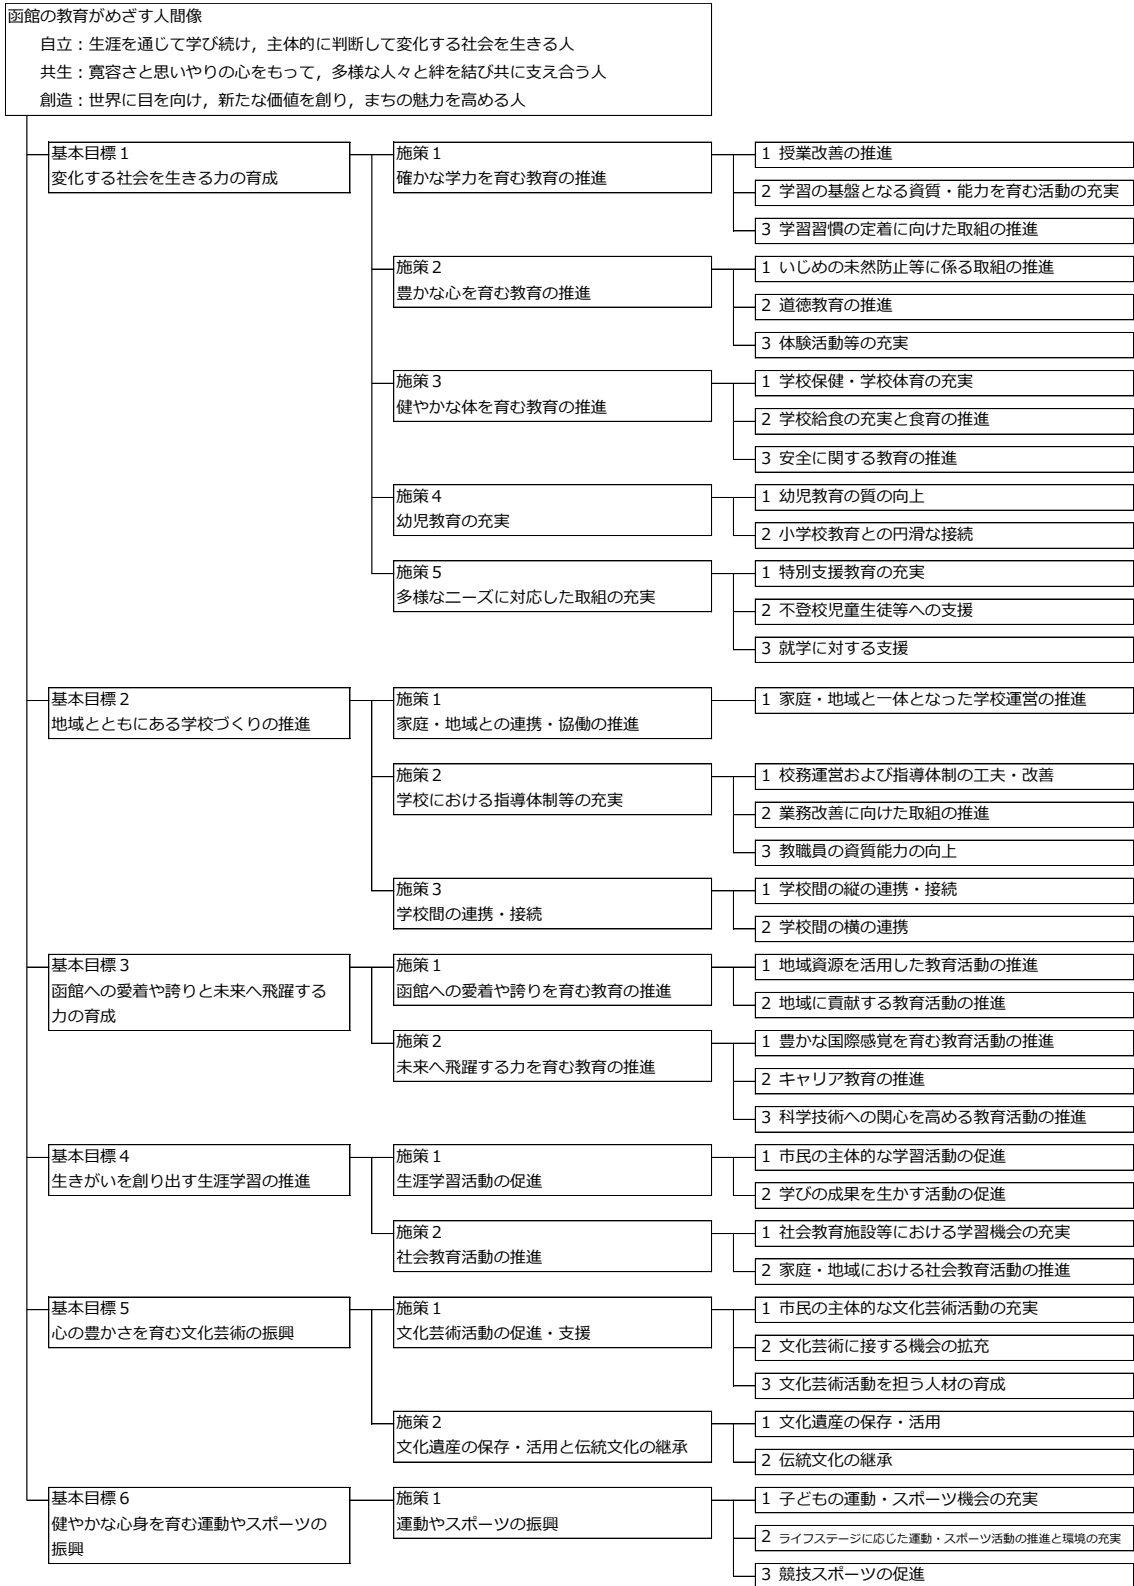 函館の教育がめざす人間像
自立：生涯を通じて学び続け，主体的に判断して変化する社会を生きる人
共生：寛容さと思いやりの心をもって，多様な人々と絆を結び共に支え合う人
創造：世界に目を向け，新たな価値を創り，まちの魅力を高める人
基本目標１
変化する社会を生きる力の育成
施策１
確かな学力を育む教育の推進
1 授業改善の推進
2 学習の基盤となる資質・能力を育む活動の充実
3 学習習慣の定着に向けた取組の推進
施策２
豊かな心を育む教育の推進
1 いじめの未然防止等に係る取組の推進
2 道徳教育の推進
3 体験活動等の充実
施策３
健やかな体を育む教育の推進
1 学校保健・学校体育の充実
2 学校給食の充実と食育の推進
3 安全に関する教育の推進
施策４
幼児教育の充実
1 幼児教育の質の向上
2 小学校教育との円滑な接続
施策５
多様なニーズに対応した取組の充実
1 特別支援教育の充実
2 不登校児童生徒等への支援
3 就学に対する支援
基本目標２
地域とともにある学校づくりの推進
施策１
家庭・地域との連携・協働の推進
1 家庭・地域と一体となった学校運営の推進
施策２
学校における指導体制等の充実
1 校務運営および指導体制の工夫・改善
2 業務改善に向けた取組の推進
3 教職員の資質能力の向上
施策３
学校間の連携・接続
1 学校間の縦の連携・接続
2 学校間の横の連携
基本目標３
函館への愛着や誇りと未来へ飛躍する
力の育成
施策１
函館への愛着や誇りを育む教育の推進
1 地域資源を活用した教育活動の推進
2 地域に貢献する教育活動の推進
施策２
未来へ飛躍する力を育む教育の推進
1 豊かな国際感覚を育む教育活動の推進
2 キャリア教育の推進
3 科学技術への関心を高める教育活動の推進
基本目標４
生きがいを創り出す生涯学習の推進
施策１
生涯学習活動の促進
1 市民の主体的な学習活動の促進
2 学びの成果を生かす活動の促進
施策２
社会教育活動の推進
1 社会教育施設等における学習機会の充実
2 家庭・地域における社会教育活動の推進
基本目標５
心の豊かさを育む文化芸術の振興
施策１
文化芸術活動の促進・支援
1 市民の主体的な文化芸術活動の充実
2 文化芸術に接する機会の拡充
3 文化芸術活動を担う人材の育成
施策２
文化遺産の保存・活用と伝統文化の継承
1 文化遺産の保存・活用
2 伝統文化の継承
基本目標６
健やかな心身を育む運動やスポーツの
振興
施策１
運動やスポーツの振興
1 子どもの運動・スポーツ機会の充実
2 ライフステージに応じた運動・スポーツ活動の推進と環境の充実
3 競技スポーツの促進